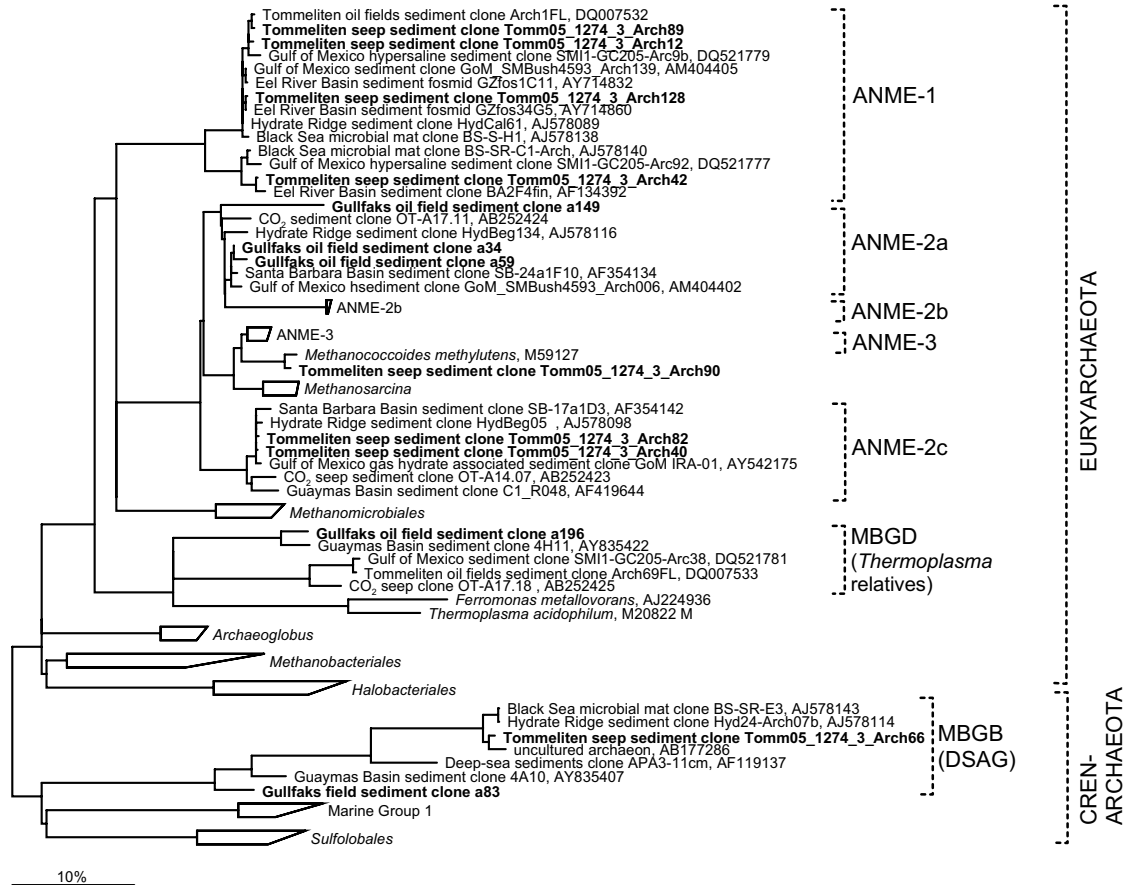 Tommeliten oil fields sediment clone Arch1FL, DQ007532
Tommeliten seep sediment clone Tomm05_1274_3_Arch89
Tommeliten seep sediment clone Tomm05_1274_3_Arch12
Gulf of Mexico hypersaline sediment clone SMI1-GC205-Arc9b, DQ521779
Gulf of Mexico sediment clone GoM_SMBush4593_Arch139, AM404405
Eel River Basin sediment fosmid GZfos1C11, AY714832
Tommeliten seep sediment clone Tomm05_1274_3_Arch128
Eel River Basin sediment fosmid GZfos34G5, AY714860
Hydrate Ridge sediment clone HydCal61, AJ578089
Black Sea microbial mat clone BS-S-H1, AJ578138
Black Sea microbial mat clone BS-SR-C1-Arch, AJ578140
Gulf of Mexico hypersaline sediment clone SMI1-GC205-Arc92, DQ521777
Tommeliten seep sediment clone Tomm05_1274_3_Arch42
Eel River Basin sediment clone BA2F4fin, AF134392
ANME-1
Gullfaks oil field sediment clone a149
CO2 sediment clone OT-A17.11, AB252424
Hydrate Ridge sediment clone HydBeg134, AJ578116
Gullfaks oil field sediment clone a34
Gullfaks oil field sediment clone a59
Santa Barbara Basin sediment clone SB-24a1F10, AF354134
Gulf of Mexico hsediment clone GoM_SMBush4593_Arch006, AM404402
ANME-2a
ANME-2b
ANME-2b
ANME-3
ANME-3
Methanococcoides methylutens, M59127
Tommeliten seep sediment clone Tomm05_1274_3_Arch90
Methanosarcina
Santa Barbara Basin sediment clone SB-17a1D3, AF354142
Hydrate Ridge sediment clone HydBeg05 , AJ578098
Tommeliten seep sediment clone Tomm05_1274_3_Arch82
Tommeliten seep sediment clone Tomm05_1274_3_Arch40
Gulf of Mexico gas hydrate associated sediment clone GoM IRA-01, AY542175
CO2 seep clone OT-A14.07, AB252423
Guaymas Basin sediment clone C1_R048, AF419644
ANME-2c
Methanomicrobiales
Gullfaks oil field sediment clone a196
Guaymas Basin sediment clone 4H11, AY835422
Gulf of Mexico sediment clone SMI1-GC205-Arc38, DQ521781
Tommeliten oil fields sediment clone Arch69FL, DQ007533
CO2 seep clone OT-A17.18 , AB252425
MBGD
(Thermoplasma
relatives)
Ferromonas metallovorans, AJ224936
Thermoplasma acidophilum, M20822 M
Archaeoglobus
Methanobacteriales
Halobacteriales
EURYARCHAEOTA
Black Sea microbial mat clone BS-SR-E3, AJ578143
Hydrate Ridge sediment clone Hyd24-Arch07b, AJ578114
Tommeliten seep sediment clone Tomm05_1274_3_Arch66
uncultured archaeon, AB177286
Deep-sea sediments clone APA3-11cm, AF119137
Guaymas Basin sediment clone 4A10, AY835407
Gullfaks field sediment clone a83
MBGB
(DSAG)
Marine Group 1
Sulfolobales
CREN-
ARCHAEOTA
10%